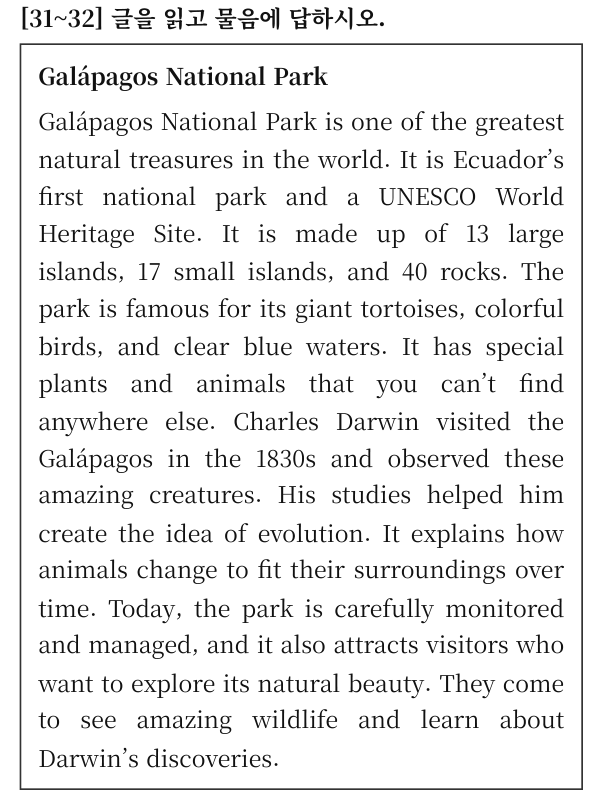 [31~32] 글을 읽고 물음에 답하시오.
Galápagos National Park
Galápagos National Park is one of the greatest
natural treasures in the world. It is Ecuador’s
first national park and a UNESCO World
Heritage Site. It is made up of 13 large
islands, 17 small islands, and 40 rocks. The
park is famous for its giant tortoises, colorful
birds, and clear blue waters. It has special
plants and animals that you can’t find
anywhere else. Charles Darwin visited the
Galápagos in the 1830s and observed these
amazing creatures. His studies helped him
create the idea of evolution. It explains how
animals change to fit their surroundings over
time. Today, the park is carefully monitored
and managed, and it also attracts visitors who
want to explore its natural beauty. They come
to see amazing wildlife and learn about
Darwin’s discoveries.